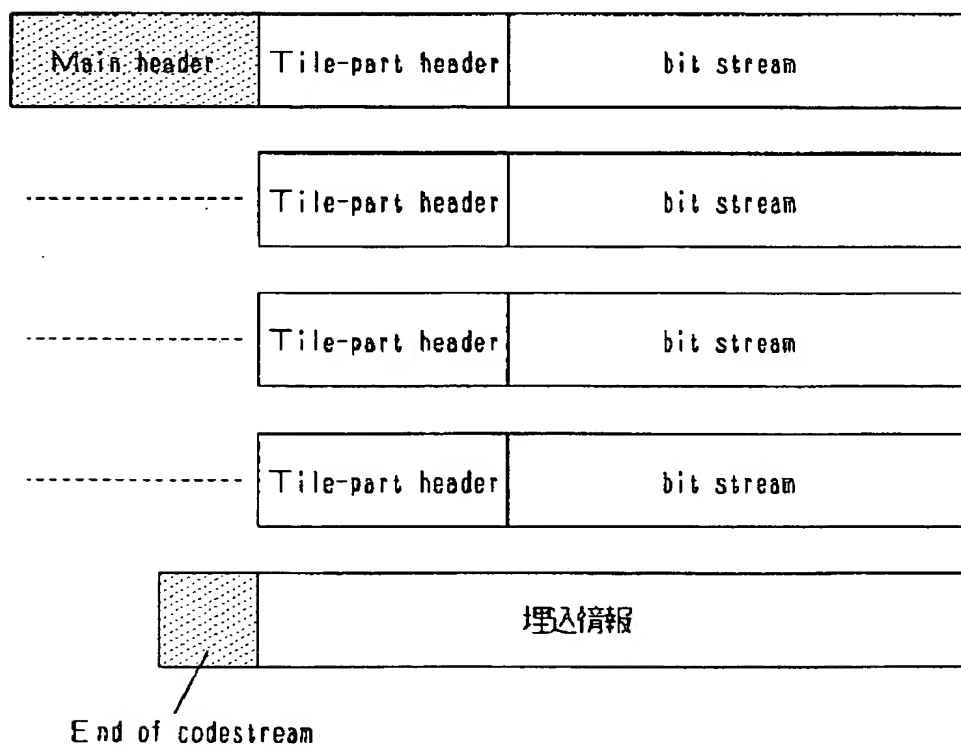 Main header Tile-part header bit stream
Tile-part header bit stream
Tile-part header bit stream
Tile-part header bit stream
埋込情報
End of codestream